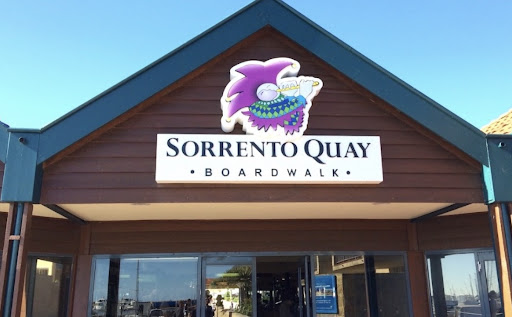 SORRENTO QUAY
• BOARDWALK •